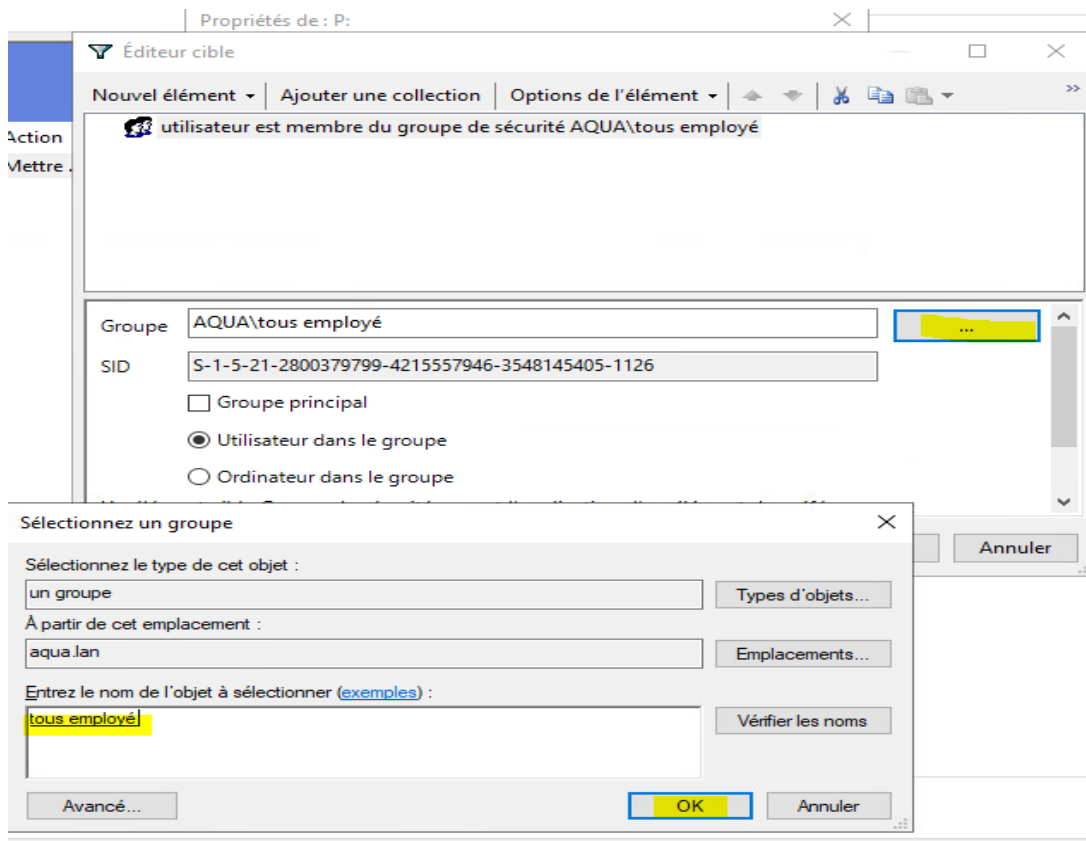 Propriétés de : P:
Éditeur cible
Nouvel élément Ajouter une collection Options de l'élément »
utilisateur est membre du groupe de sécurité AQUA\tous employé
Action
Mettre .
Groupe AQUA\tous employé ...
SID S-1-5-21-2800379799-4215557946-3548145405-1126
Groupe principal
Utilisateur dans le groupe
Ordinateur dans le groupe
Annuler
Sélectionnez un groupe
Sélectionnez le type de cet objet :
un groupe Types d'objets...
À partir de cet emplacement :
aqua.lan Emplacements...
Entrez le nom de l'objet à sélectionner (exemples) :
tous employé Vérifier les noms
Avancé... OK Annuler